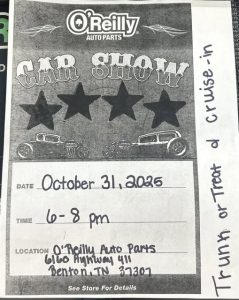 O'Reilly
AUTO PARTS
CAR SHOW
DATE October 31, 2025
TIME 6-8 pm
LOCATION O'Reilly Auto Parts
6160 Highway 411
Benton, TN 37307
See Store For Details
Trunk or Treat & Cruise-in